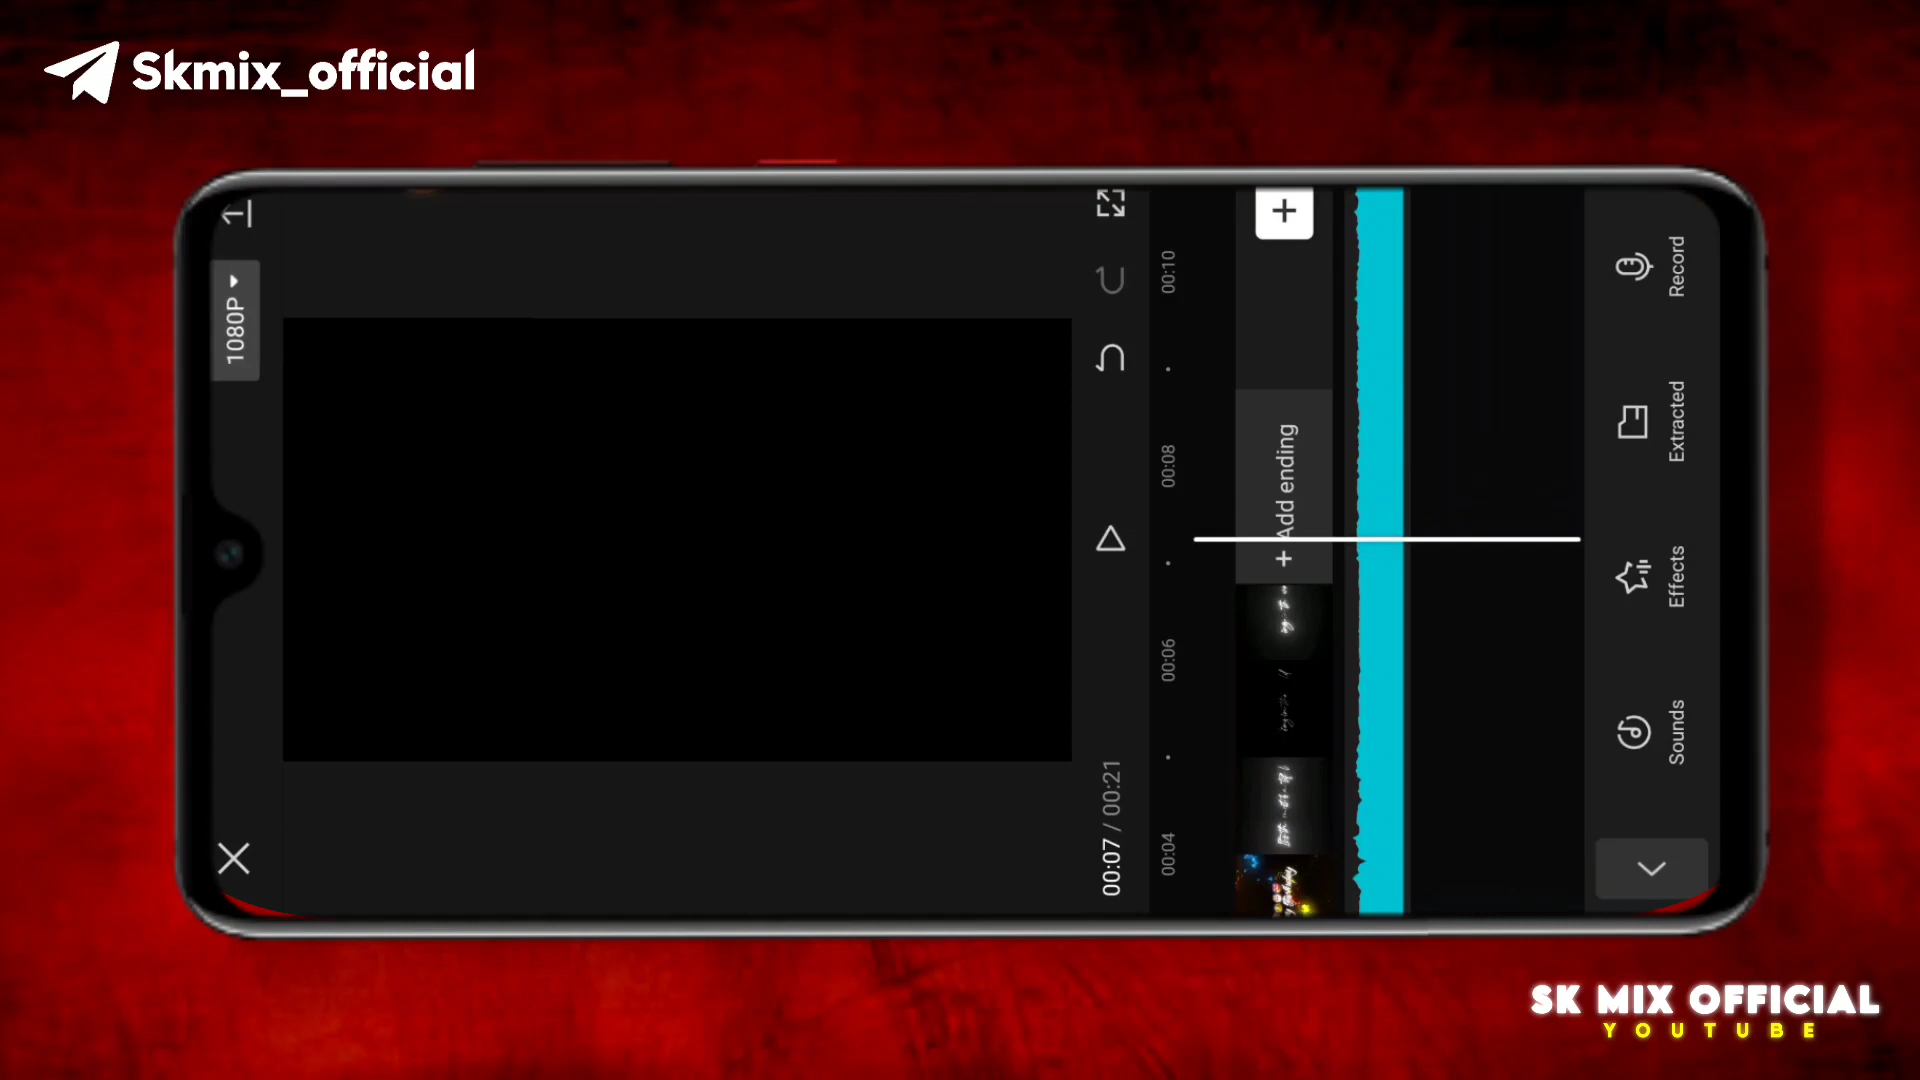 Skmix_official
1080P
00:07 / 00:21
00:04
00:06
00:08
00:10
+ Add ending
Sounds
Effects
Extracted
Record
SK MIX OFFICIAL
YOUTUBE